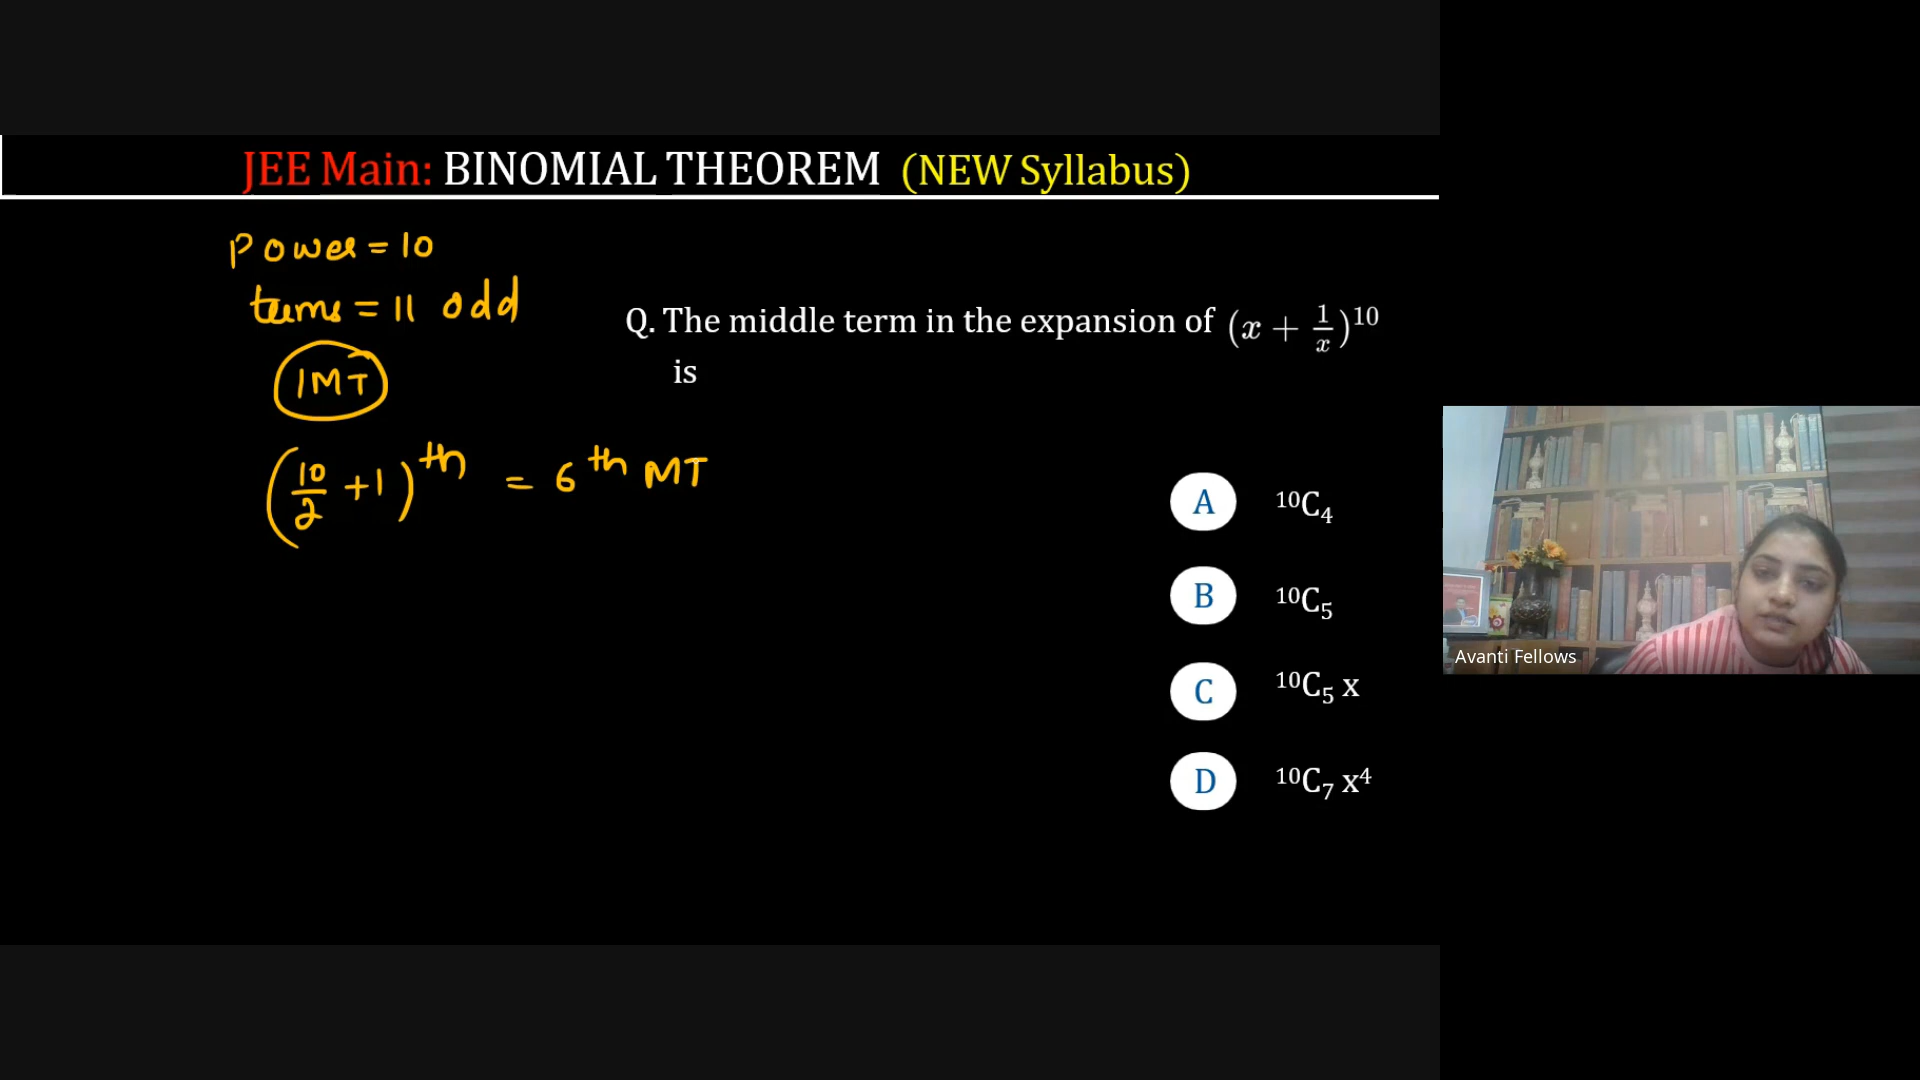 JEE Main: BINOMIAL THEOREM (NEW Syllabus)
Power = 10
terms = 11 odd
1MT
(10/2 +1)th = 6th MT
Q. The middle term in the expansion of (x + 1/x)^10
is
A ¹⁰C₄
B ¹⁰C₅
C ¹⁰C₅ x
D ¹⁰C₇ x⁴
Avanti Fellows